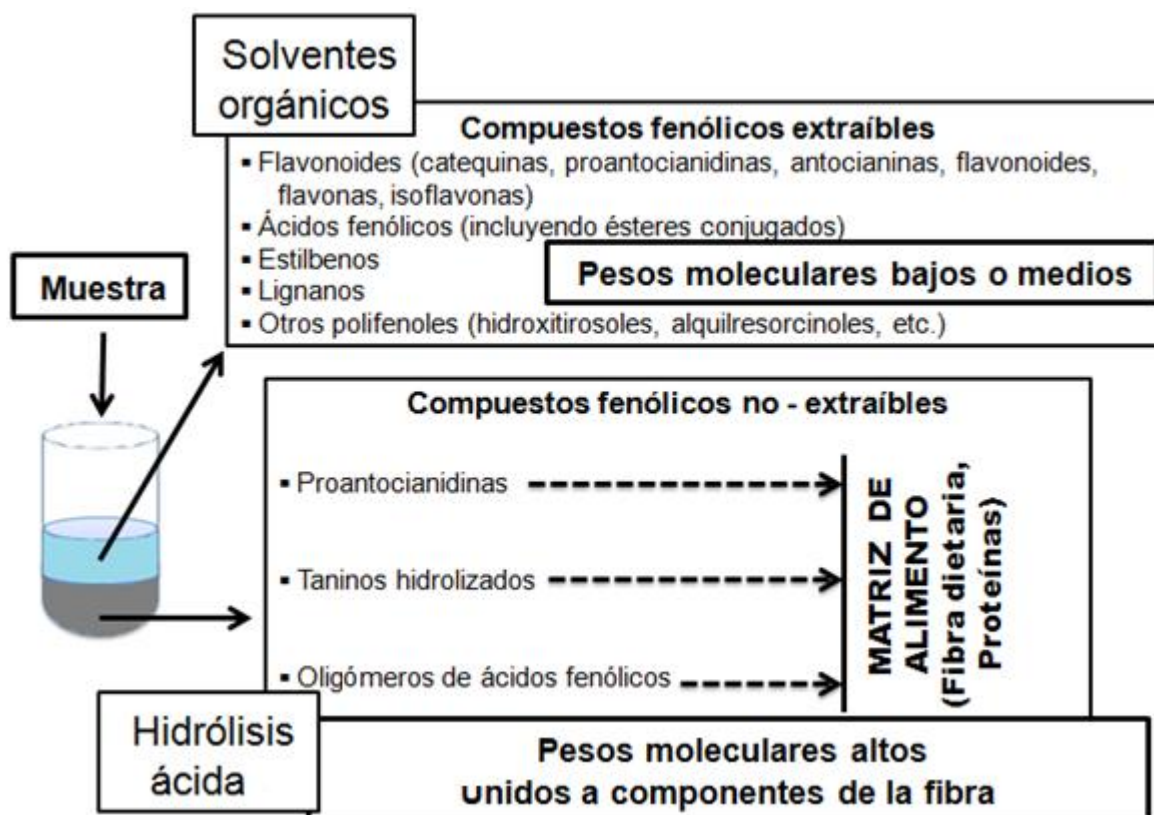 Solventes
orgánicos
Compuestos fenólicos extraíbles
▪ Flavonoides (catequinas, proantocianidinas, antocianinas, flavonoides,
flavonas, isoflavonas)
▪ Ácidos fenólicos (incluyendo ésteres conjugados)
▪ Estilbenos
▪ Lignanos
▪ Otros polifenoles (hidroxitirosoles, alquilresorcinoles, etc.)
Pesos moleculares bajos o medios
Muestra
Compuestos fenólicos no - extraíbles
▪ Proantocianidinas
▪ Taninos hidrolizados
▪ Oligómeros de ácidos fenólicos
MATRIZ DE
ALIMENTO
(Fibra dietaria,
Proteínas)
Hidrólisis
ácida
Pesos moleculares altos
unidos a componentes de la fibra